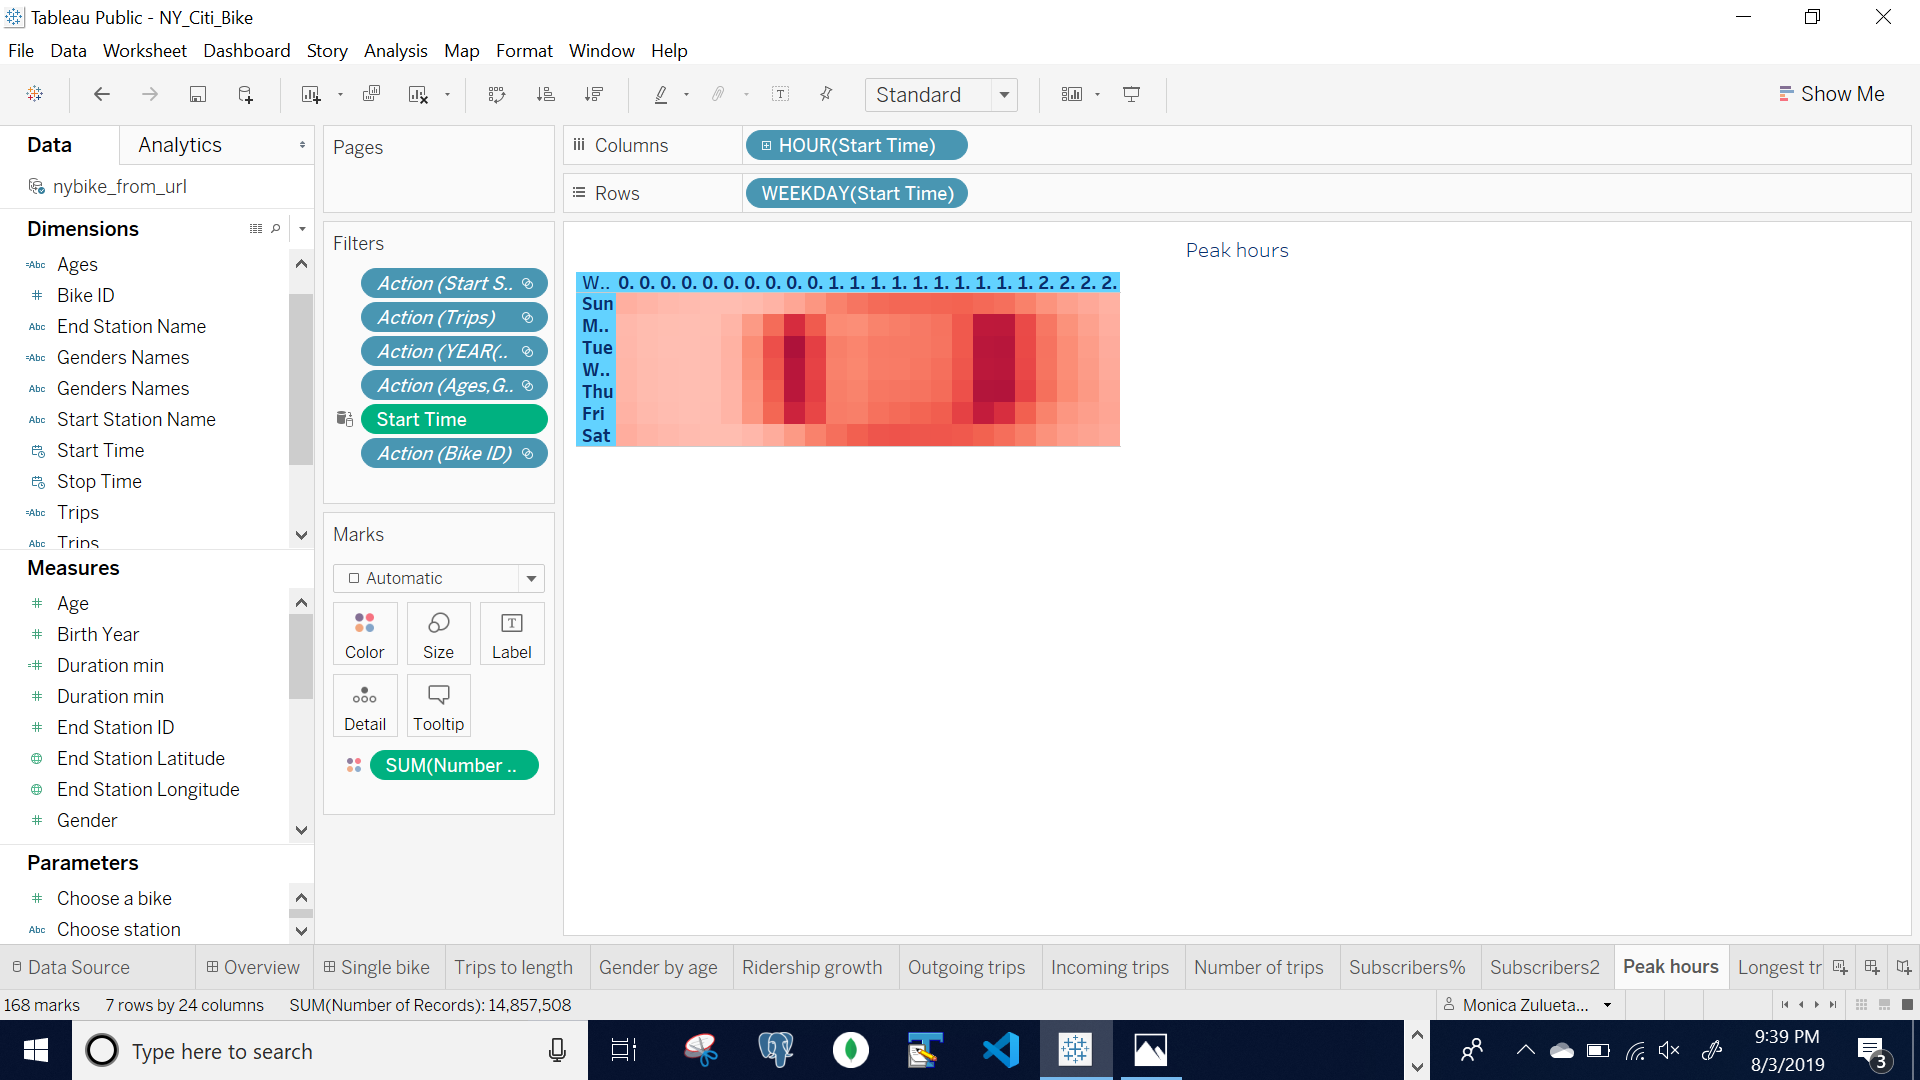 Tableau Public - NY_Citi_Bike
File Data Worksheet Dashboard Story Analysis Map Format Window Help
Standard
Show Me
Data Analytics
nybike_from_url
Dimensions
Abc Ages
Bike ID
Abc End Station Name
Abc Genders Names
Abc Genders Names
Abc Start Station Name
Start Time
Stop Time
Abc Trips
Abc Trips
Measures
Age
Birth Year
Duration min
Duration min
End Station ID
End Station Latitude
End Station Longitude
Gender
Parameters
Choose a bike
Abc Choose station
Pages
Filters
Action (Start S..
Action (Trips)
Action (YEAR(..
Action (Ages,G..
Start Time
Action (Bike ID)
Marks
Automatic
Color Size Label
Detail Tooltip
SUM(Number ..
Columns HOUR(Start Time)
Rows WEEKDAY(Start Time)
Peak hours
W.. 0. 0. 0. 0. 0. 0. 0. 0. 0. 0. 1. 1. 1. 1. 1. 1. 1. 1. 1. 1. 2. 2. 2. 2.
Sun
M..
Tue
W..
Thu
Fri
Sat
Data Source Overview Single bike Trips to length Gender by age Ridership growth Outgoing trips Incoming trips Number of trips Subscribers% Subscribers2 Peak hours Longest tr
168 marks 7 rows by 24 columns SUM(Number of Records): 14,857,508
Monica Zulueta...
Type here to search
9:39 PM
8/3/2019
3